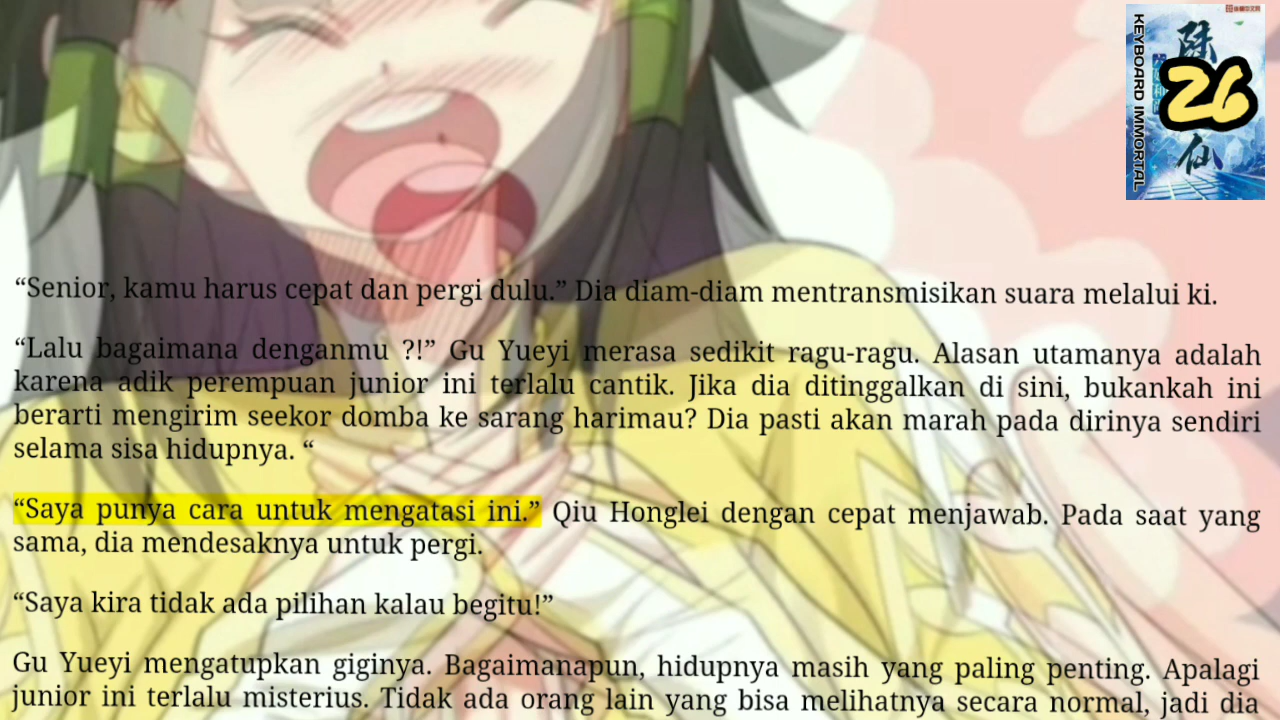 KEYBOARD IMMORTAL
26
仙
“Senior, kamu harus cepat dan pergi dulu.” Dia diam-diam mentransmisikan suara melalui ki.
“Lalu bagaimana denganmu ?!” Gu Yueyi merasa sedikit ragu-ragu. Alasan utamanya adalah
karena adik perempuan junior ini terlalu cantik. Jika dia ditinggalkan di sini, bukankah ini
berarti mengirim seekor domba ke sarang harimau? Dia pasti akan marah pada dirinya sendiri
selama sisa hidupnya. “
“Saya punya cara untuk mengatasi ini.” Qiu Honglei dengan cepat menjawab. Pada saat yang
sama, dia mendesaknya untuk pergi.
“Saya kira tidak ada pilihan kalau begitu!”
Gu Yueyi mengatupkan giginya. Bagaimanapun, hidupnya masih yang paling penting. Apalagi
junior ini terlalu misterius. Tidak ada orang lain yang bisa melihatnya secara normal, jadi dia